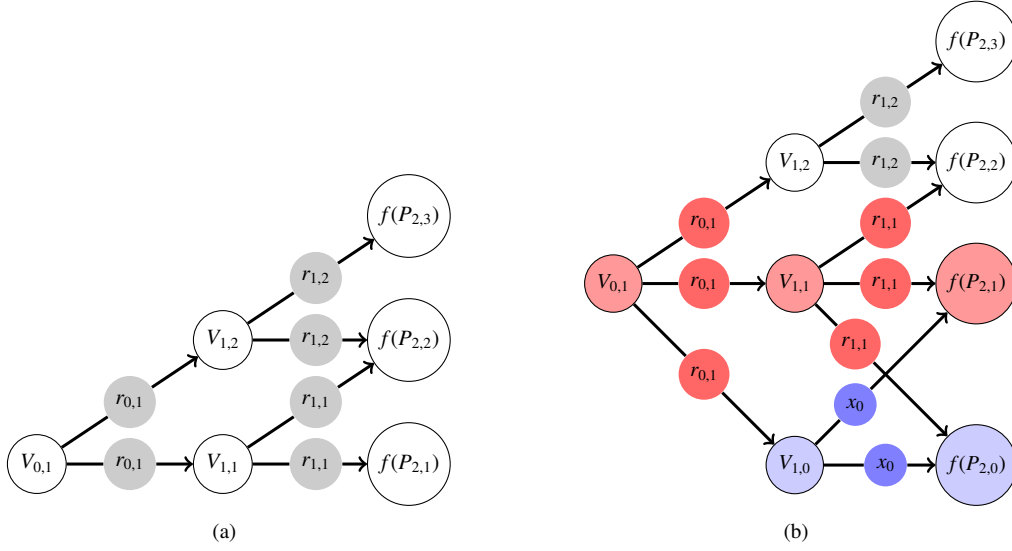 f(P2,3)
r1,2
V1,2
r1,2
f(P2,2)
r0,1
r1,1
V0,1
r0,1
V1,1
r1,1
f(P2,1)
(a)
f(P2,3)
r1,2
V1,2
r1,2
f(P2,2)
r0,1
r1,1
V0,1
r0,1
V1,1
r1,1
f(P2,1)
r1,1
r0,1
x0
V1,0
x0
f(P2,0)
(b)